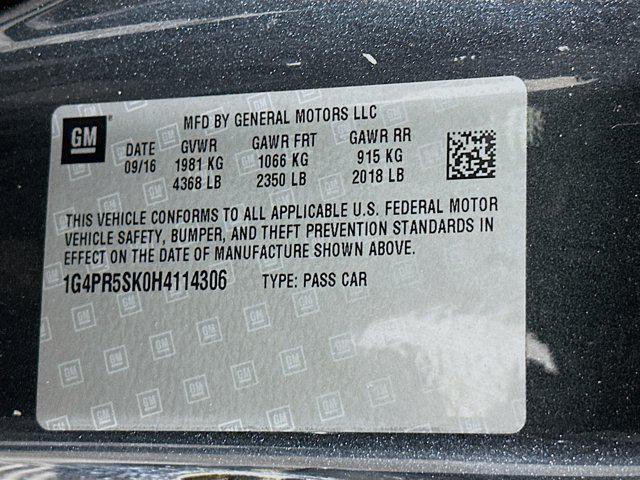 GM
MFD BY GENERAL MOTORS LLC
DATE GVWR GAWR FRT GAWR RR
09/16 1981 KG 1066 KG 915 KG
4368 LB 2350 LB 2018 LB
THIS VEHICLE CONFORMS TO ALL APPLICABLE U.S. FEDERAL MOTOR
VEHICLE SAFETY, BUMPER, AND THEFT PREVENTION STANDARDS IN
EFFECT ON THE DATE OF MANUFACTURE SHOWN ABOVE.
1G4PR5SK0H4114306 TYPE: PASS CAR